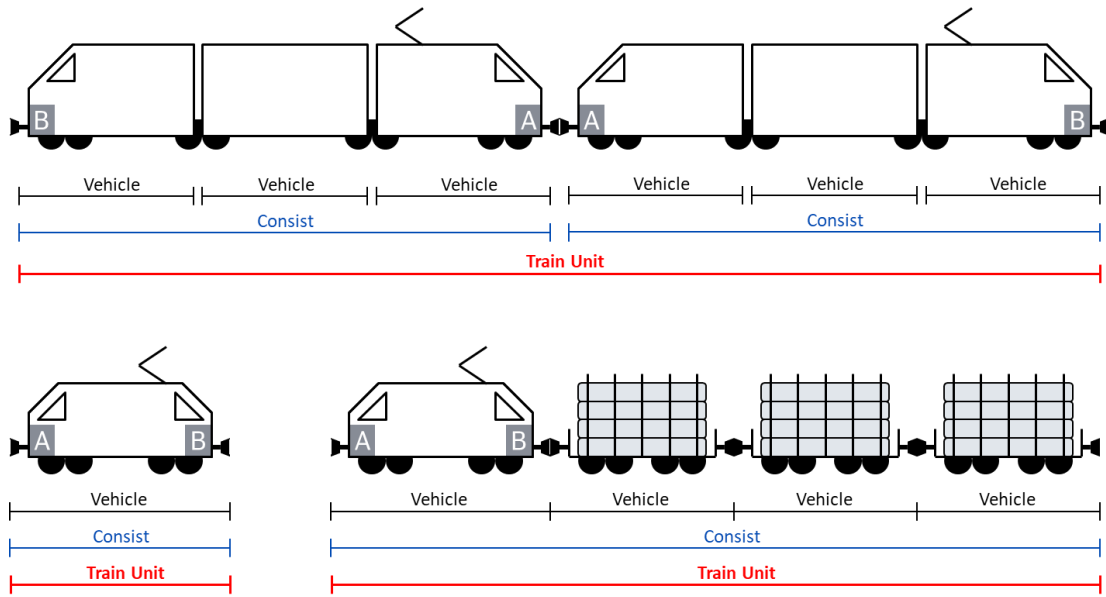 B A A B
Vehicle Vehicle Vehicle Vehicle Vehicle Vehicle
Consist Consist
Train Unit
A B A B
Vehicle Vehicle Vehicle Vehicle Vehicle
Consist Consist
Train Unit Train Unit